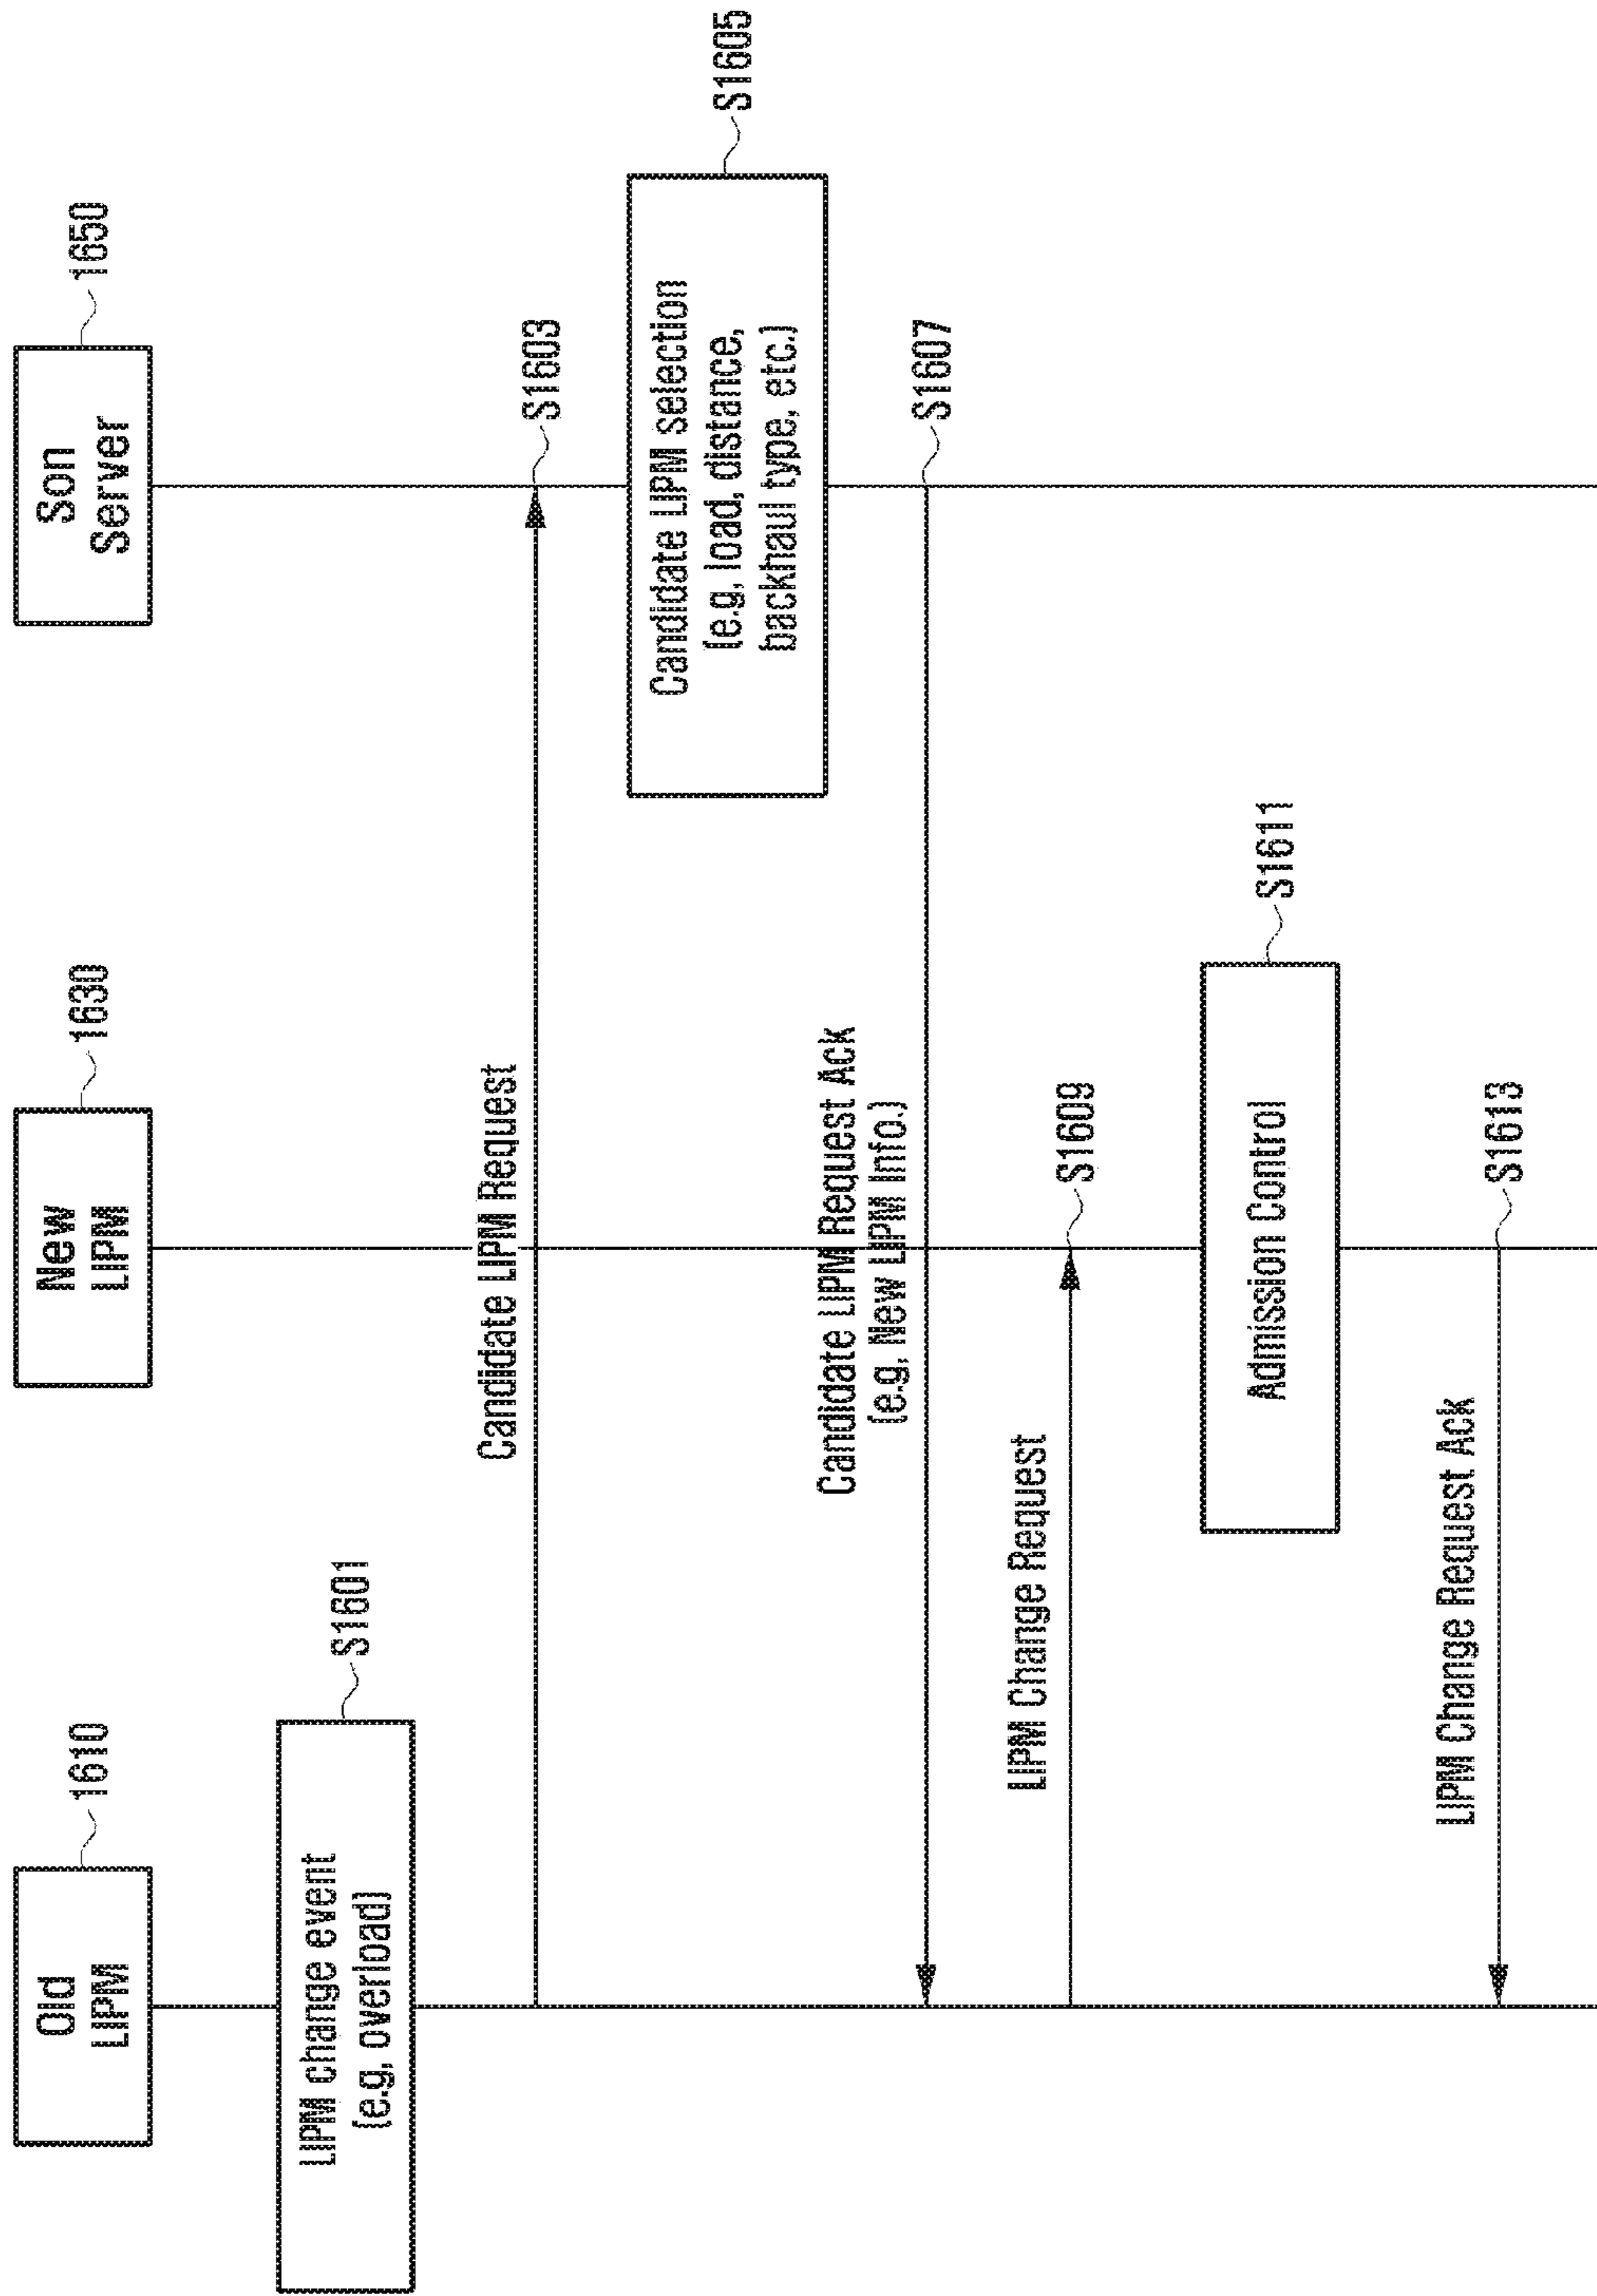 Old
LIPM
1610
New
LIPM
1630
Son
Server
1650
LIPM change event
(e.g, overload)
S1601
Candidate LIPM Request
S1603
Candidate LIPM selection
(e.g, load, distance,
backhaul type, etc.)
S1605
Candidate LIPM Request Ack
(e.g, New LIPM Info.)
S1607
LIPM Change Request
S1609
Admission Control
S1611
LIPM Change Request Ack
S1613